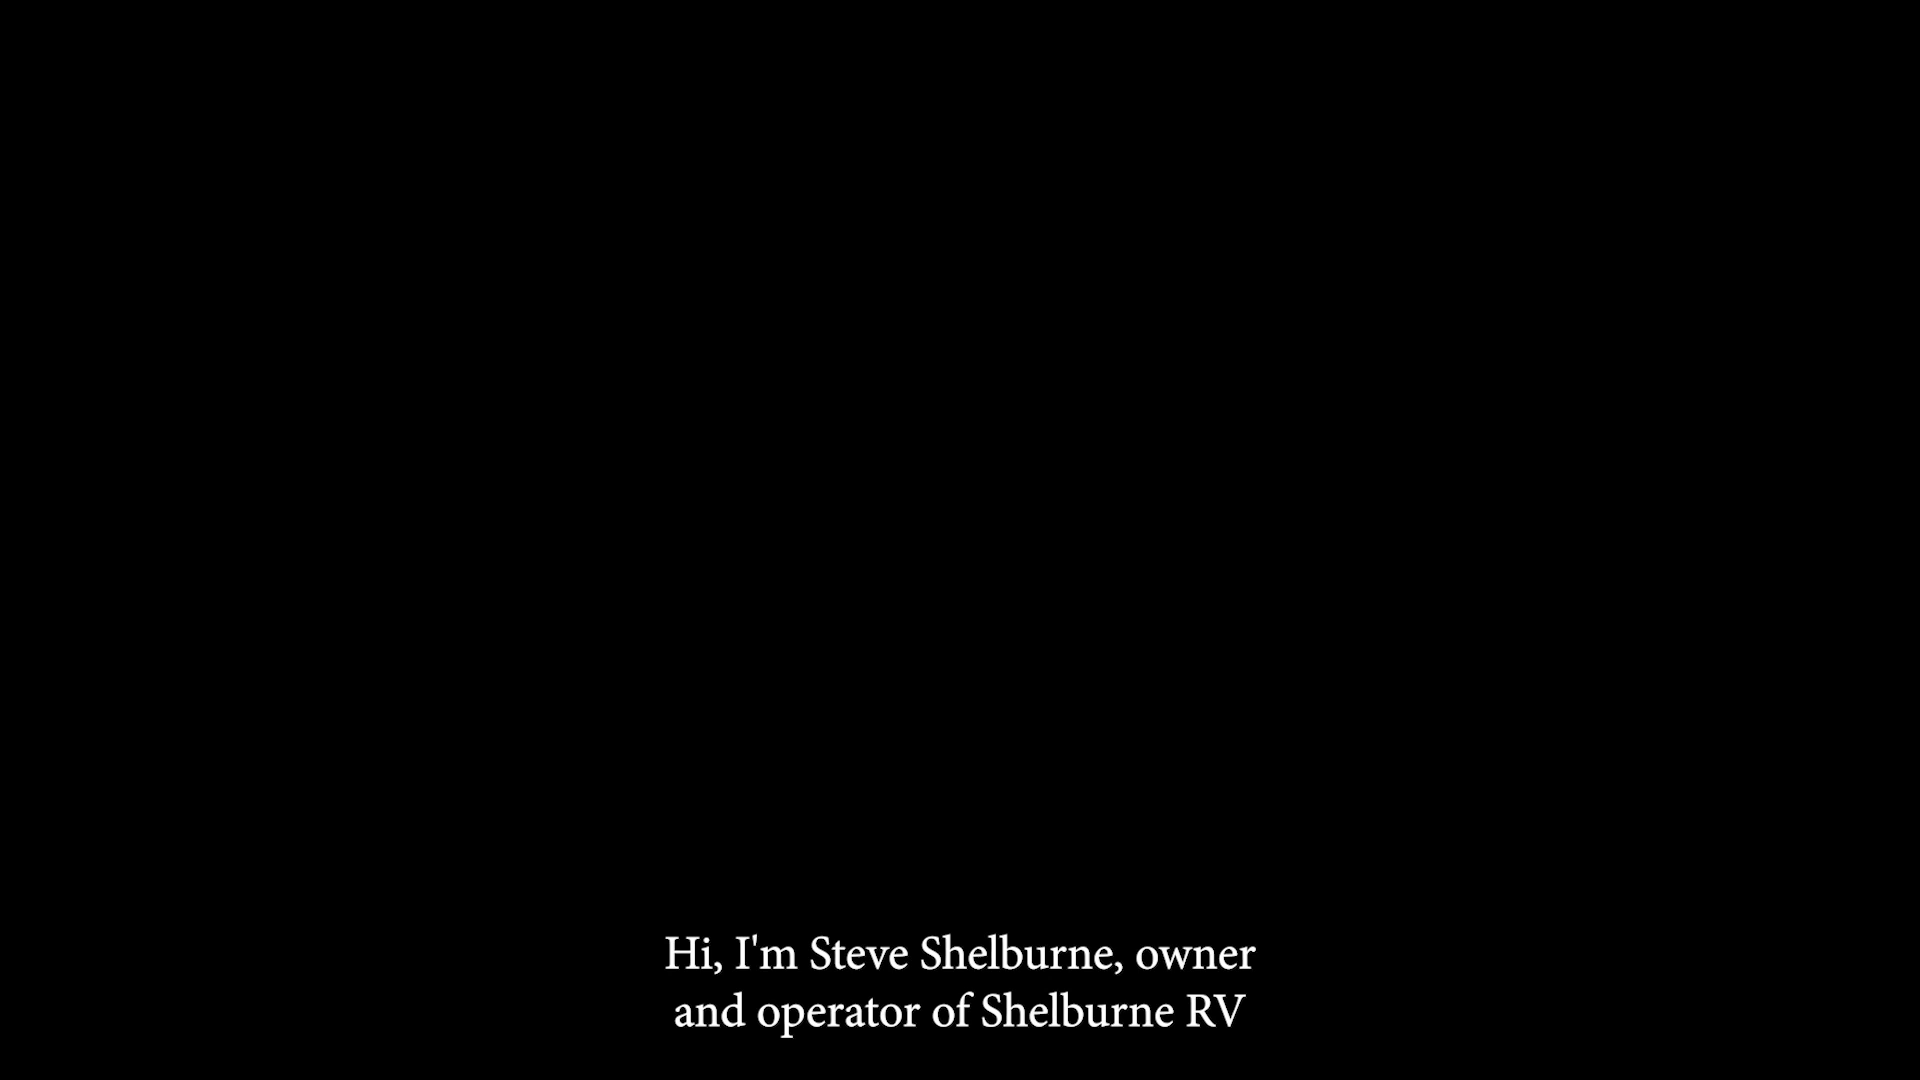 Hi, I'm Steve Shelburne, owner
and operator of Shelburne RV